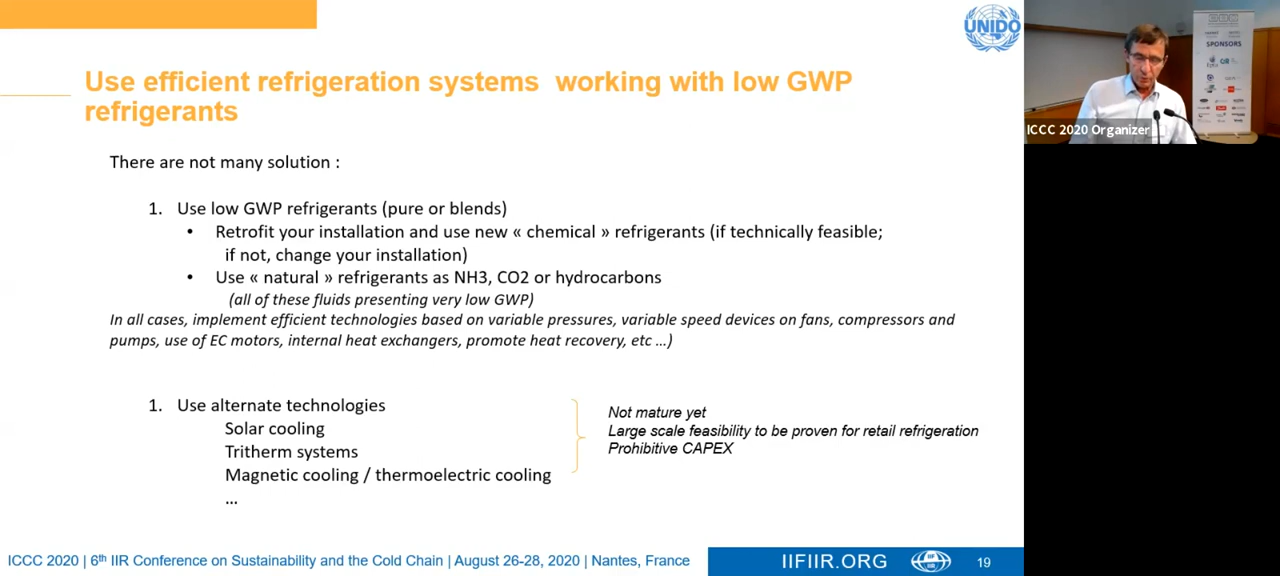 UNIDO
Use efficient refrigeration systems working with low GWP
refrigerants
There are not many solution :
1. Use low GWP refrigerants (pure or blends)
• Retrofit your installation and use new « chemical » refrigerants (if technically feasible;
if not, change your installation)
• Use « natural » refrigerants as NH3, CO2 or hydrocarbons
(all of these fluids presenting very low GWP)
In all cases, implement efficient technologies based on variable pressures, variable speed devices on fans, compressors and
pumps, use of EC motors, internal heat exchangers, promote heat recovery, etc ...)
1. Use alternate technologies
Solar cooling
Tritherm systems
Magnetic cooling / thermoelectric cooling
...
Not mature yet
Large scale feasibility to be proven for retail refrigeration
Prohibitive CAPEX
ICCC 2020 | 6th IIR Conference on Sustainability and the Cold Chain | August 26-28, 2020 | Nantes, France
IIFIIR.ORG
19
SPONSORS
ICCC 2020 Organizer